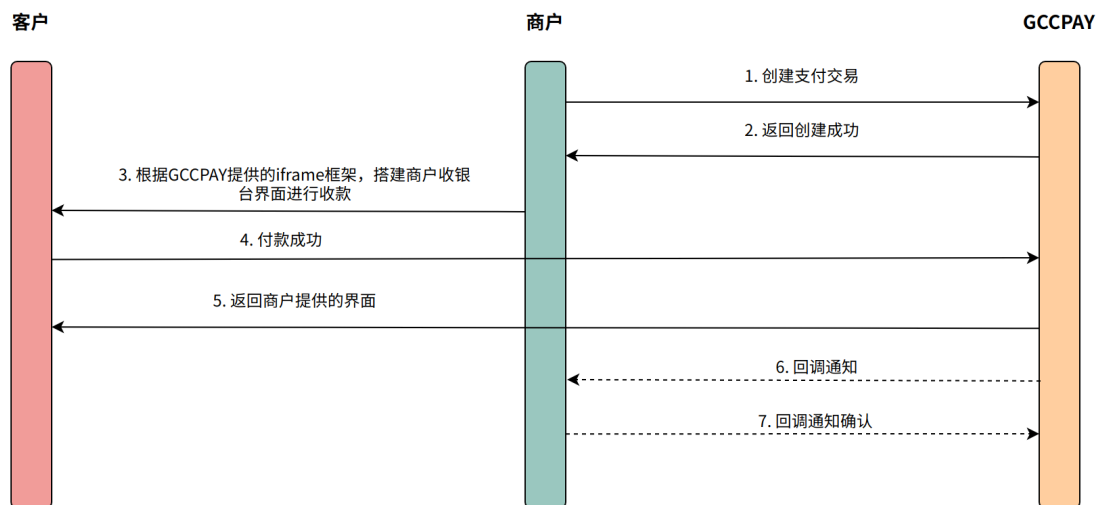 客户
商户
GCCPAY
1. 创建支付交易
2. 返回创建成功
3. 根据GCCPAY提供的iframe框架，搭建商户收银
台界面进行收款
4. 付款成功
5. 返回商户提供的界面
6. 回调通知
7. 回调通知确认